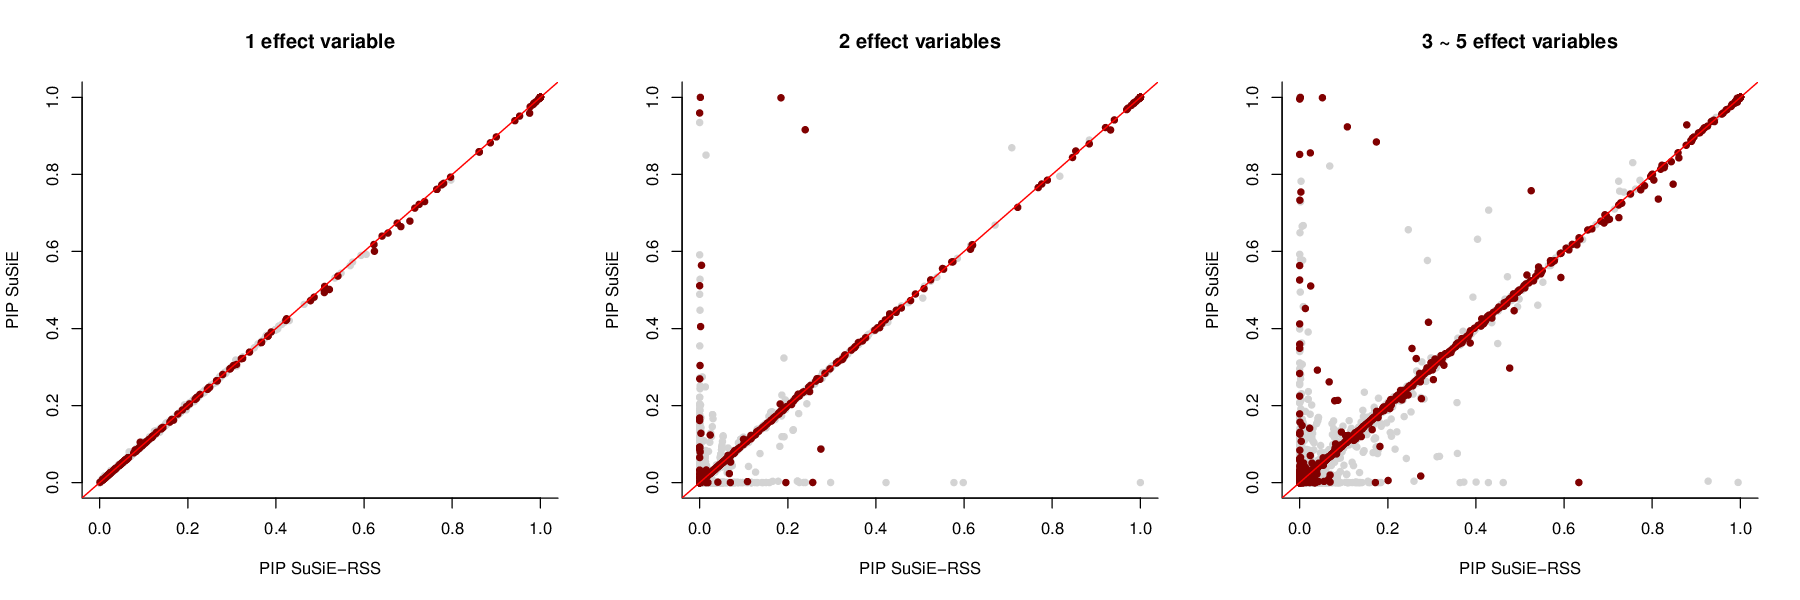 1 effect variable
PIP SuSiE
1.0
0.8
0.6
0.4
0.2
0.0
0.0 0.2 0.4 0.6 0.8 1.0
PIP SuSiE−RSS
2 effect variables
PIP SuSiE
1.0
0.8
0.6
0.4
0.2
0.0
0.0 0.2 0.4 0.6 0.8 1.0
PIP SuSiE−RSS
3 ~ 5 effect variables
PIP SuSiE
1.0
0.8
0.6
0.4
0.2
0.0
0.0 0.2 0.4 0.6 0.8 1.0
PIP SuSiE−RSS